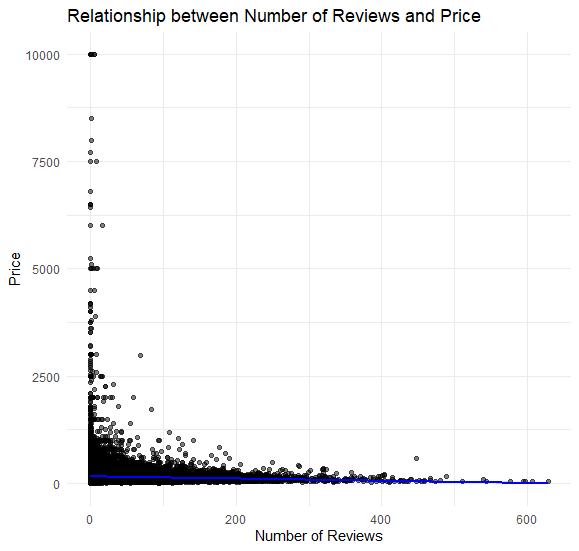 Relationship between Number of Reviews and Price
10000
7500
5000
2500
0
Price
0 200 400 600
Number of Reviews